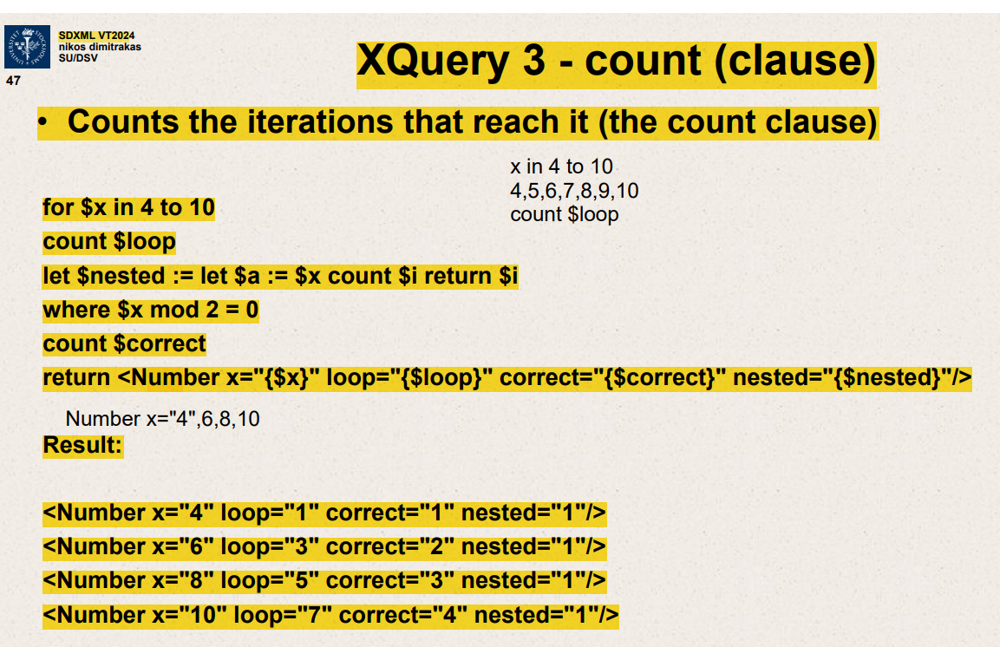 SDXML VT2024
nikos dimitrakas
SU/DSV
47
XQuery 3 - count (clause)
• Counts the iterations that reach it (the count clause)
x in 4 to 10
4,5,6,7,8,9,10
count $loop
for $x in 4 to 10
count $loop
let $nested := let $a := $x count $i return $i
where $x mod 2 = 0
count $correct
return <Number x="{$x}" loop="{$loop}" correct="{$correct}" nested="{$nested}"/>
Number x="4",6,8,10
Result:
<Number x="4" loop="1" correct="1" nested="1"/>
<Number x="6" loop="3" correct="2" nested="1"/>
<Number x="8" loop="5" correct="3" nested="1"/>
<Number x="10" loop="7" correct="4" nested="1"/>